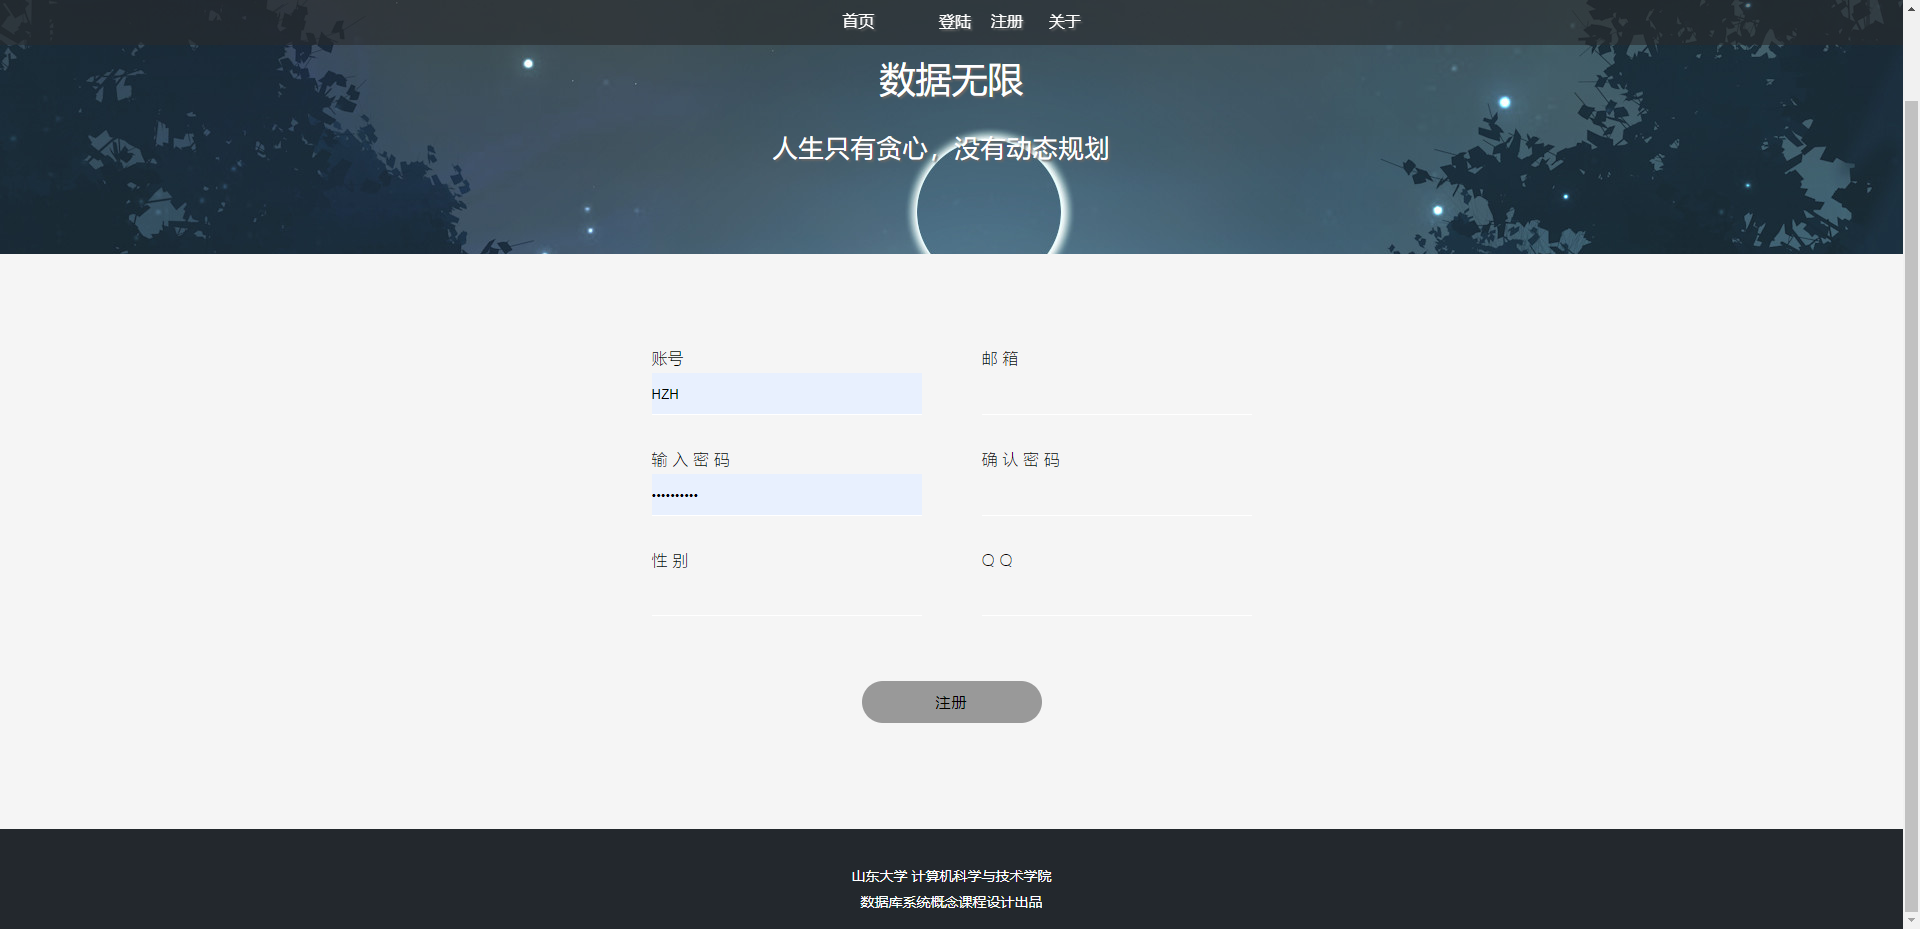 首页 登陆 注册 关于
数据无限
人生只有贪心，没有动态规划
账号 邮 箱
HZH
输 入 密 码 确 认 密 码
••••••••••
性 别 Q Q
注册
山东大学 计算机科学与技术学院
数据库系统概念课程设计出品